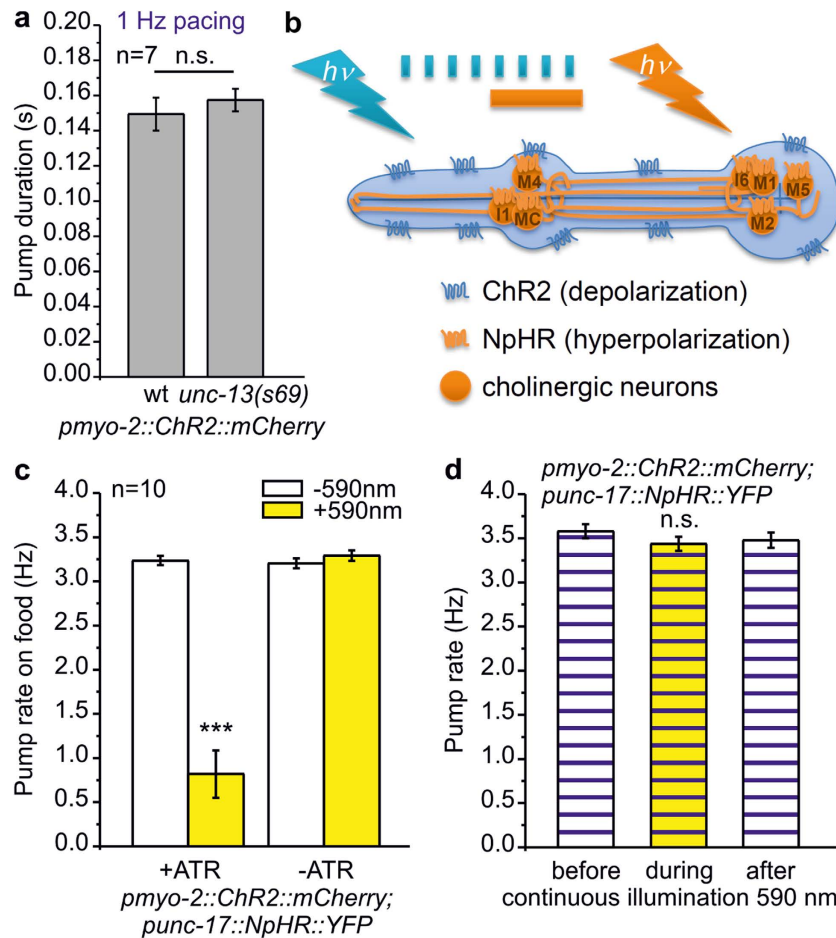 a
1 Hz pacing
n=7
n.s.
0.20
0.18
0.16
0.14
0.12
0.10
0.08
0.06
0.04
0.02
0.00
Pump duration (s)
wt unc-13(s69)
pmyo-2::ChR2::mCherry
b
hν
hν
M4
I1
MC
I6
M1
M5
M2
ChR2 (depolarization)
NpHR (hyperpolarization)
cholinergic neurons
c
n=10
-590nm
+590nm
4.0
3.5
3.0
2.5
2.0
1.5
1.0
0.5
0.0
Pump rate on food (Hz)
***
+ATR
-ATR
pmyo-2::ChR2::mCherry;
punc-17::NpHR::YFP
d
pmyo-2::ChR2::mCherry;
punc-17::NpHR::YFP
n.s.
4.0
3.5
3.0
2.5
2.0
1.5
1.0
0.5
0.0
Pump rate (Hz)
before during after
continuous illumination 590 nm